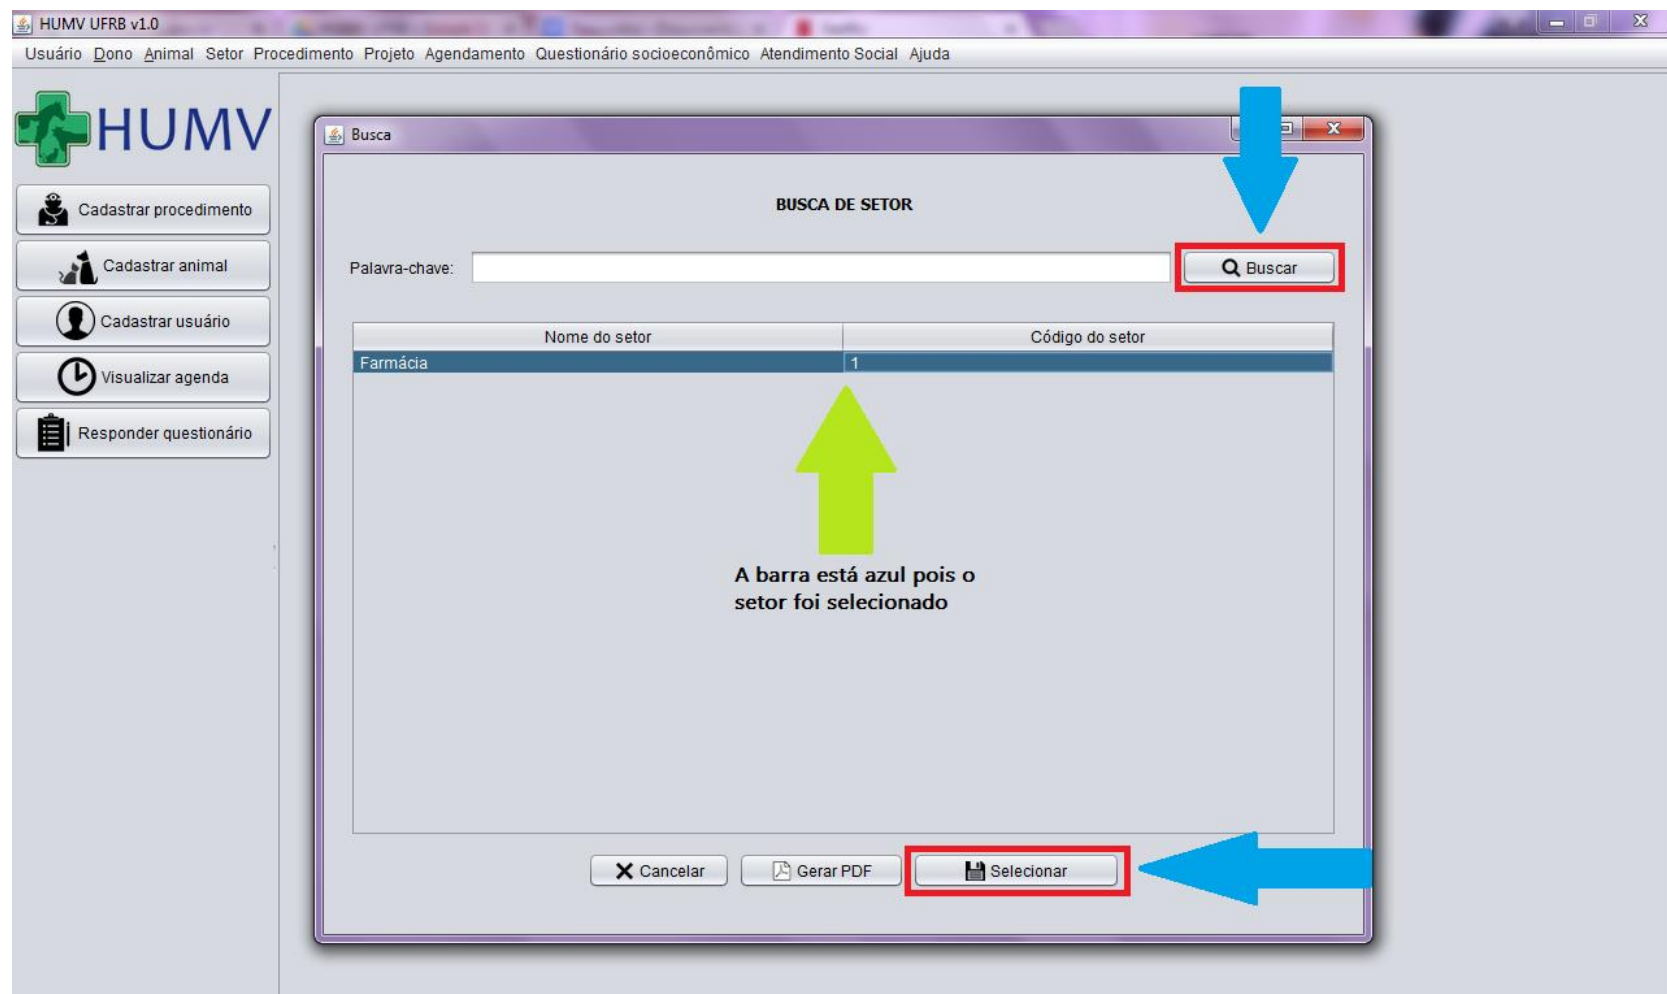 HUMV UFRB v1.0
Usuário Dono Animal Setor Procedimento Projeto Agendamento Questionário socioeconômico Atendimento Social Ajuda
HUMV
Cadastrar procedimento
Cadastrar animal
Cadastrar usuário
Visualizar agenda
Responder questionário
Busca
BUSCA DE SETOR
Palavra-chave:
Buscar
Nome do setor Código do setor
Farmácia 1
A barra está azul pois o
setor foi selecionado
Cancelar Gerar PDF Selecionar